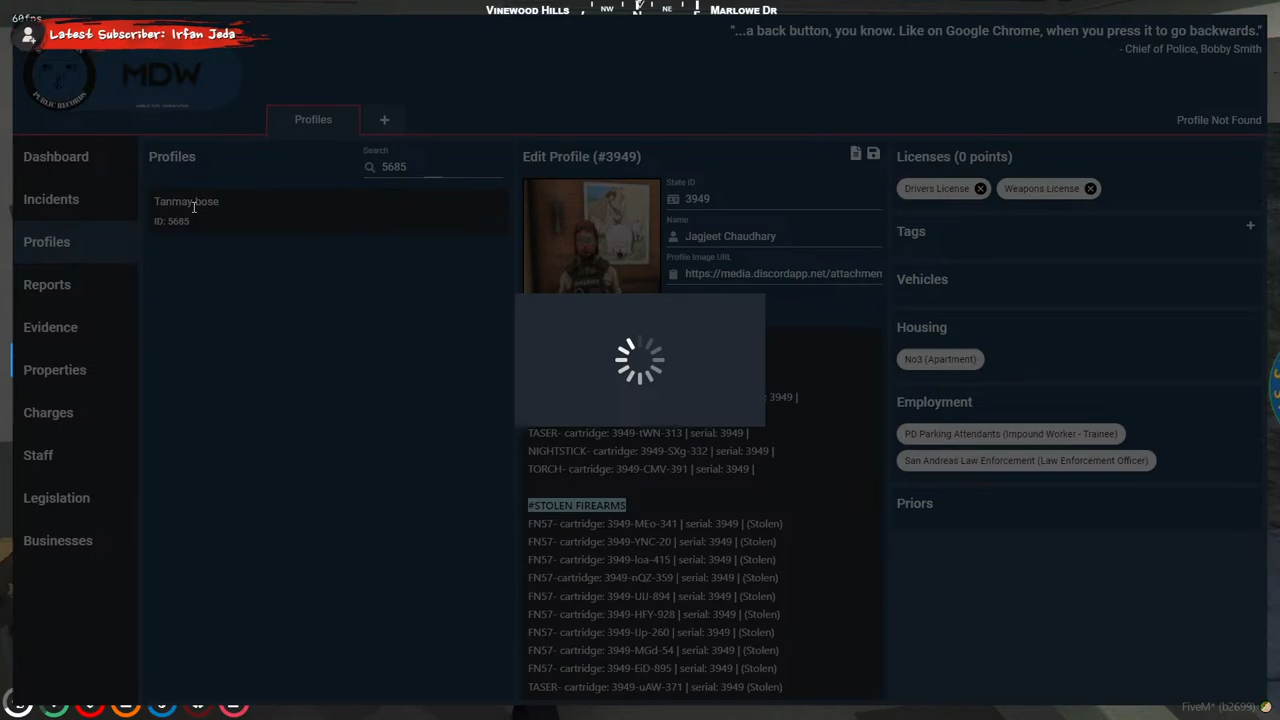 60fps
VINEWOOD HILLS
NW
NE
MARLOWE DR
Latest Subscriber: Irfan Jeda
"...a back button, you know. Like on Google Chrome, when you press it to go backwards."
- Chief of Police, Bobby Smith
MDW
PUBLIC RECORDS
Profiles
+
Profile Not Found
Dashboard
Incidents
Profiles
Reports
Evidence
Properties
Charges
Staff
Legislation
Businesses
Profiles
Search
5685
Tanmay bose
ID: 5685
Edit Profile (#3949)
State ID
3949
Name
Jagjeet Chaudhary
Profile Image URL
https://media.discordapp.net/attachmen
SHERIFF
: 3949 |
TASER- cartridge: 3949-tWN-313 | serial: 3949 |
NIGHTSTICK- cartridge: 3949-SXg-332 | serial: 3949 |
TORCH- cartridge: 3949-CMV-391 | serial: 3949 |
#STOLEN FIREARMS
FN57- cartridge: 3949-MEo-341 | serial: 3949 | (Stolen)
FN57- cartridge: 3949-YNC-20 | serial: 3949 | (Stolen)
FN57- cartridge: 3949-loa-415 | serial: 3949 | (Stolen)
FN57-cartridge: 3949-nQZ-359 | serial: 3949 | (Stolen)
FN57- cartridge: 3949-UIJ-894 | serial: 3949 | (Stolen)
FN57- cartridge: 3949-HFY-928 | serial: 3949 | (Stolen)
FN57- cartridge: 3949-IJp-260 | serial: 3949 | (Stolen)
FN57- cartridge: 3949-MGd-54 | serial: 3949 | (Stolen)
FN57- cartridge: 3949-EiD-895 | serial: 3949 | (Stolen)
TASER- cartridge: 3949-uAW-371 | serial: 3949 (Stolen)
Licenses (0 points)
Drivers License
Weapons License
Tags
+
Vehicles
Housing
No3 (Apartment)
Employment
PD Parking Attendants (Impound Worker - Trainee)
San Andreas Law Enforcement (Law Enforcement Officer)
Priors
FiveM* (b2699)